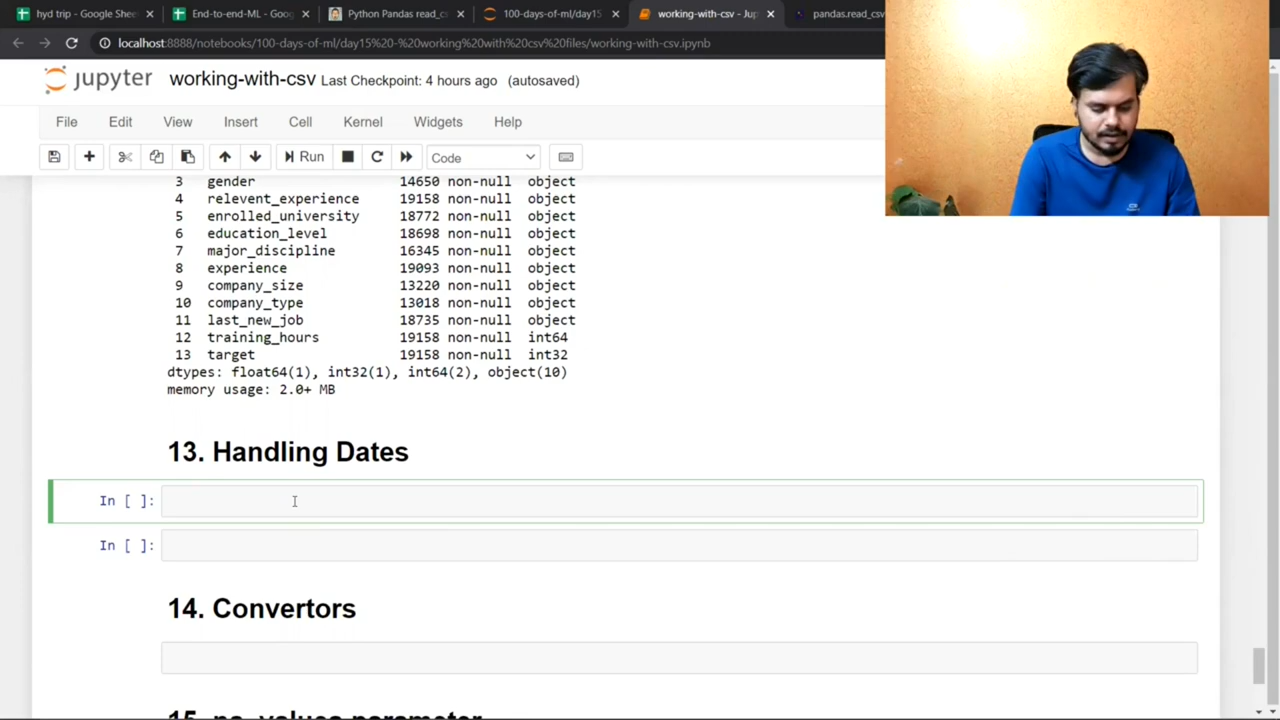 hyd trip - Google Shee
End-to-end-ML - Goog
Python Pandas read_cs
100-days-of-ml/day15
working-with-csv - Jup
pandas.read_csv
localhost:8888/notebooks/100-days-of-ml/day15%20-%20working%20with%20csv%20files/working-with-csv.ipynb
jupyter working-with-csv Last Checkpoint: 4 hours ago (autosaved)
File Edit View Insert Cell Kernel Widgets Help
Run Code
3 gender 14650 non-null object
4 relevent_experience 19158 non-null object
5 enrolled_university 18772 non-null object
6 education_level 18698 non-null object
7 major_discipline 16345 non-null object
8 experience 19093 non-null object
9 company_size 13220 non-null object
10 company_type 13018 non-null object
11 last_new_job 18735 non-null object
12 training_hours 19158 non-null int64
13 target 19158 non-null int32
dtypes: float64(1), int32(1), int64(2), object(10)
memory usage: 2.0+ MB
13. Handling Dates
In [ ]:
In [ ]:
14. Convertors
15. na_values parameter